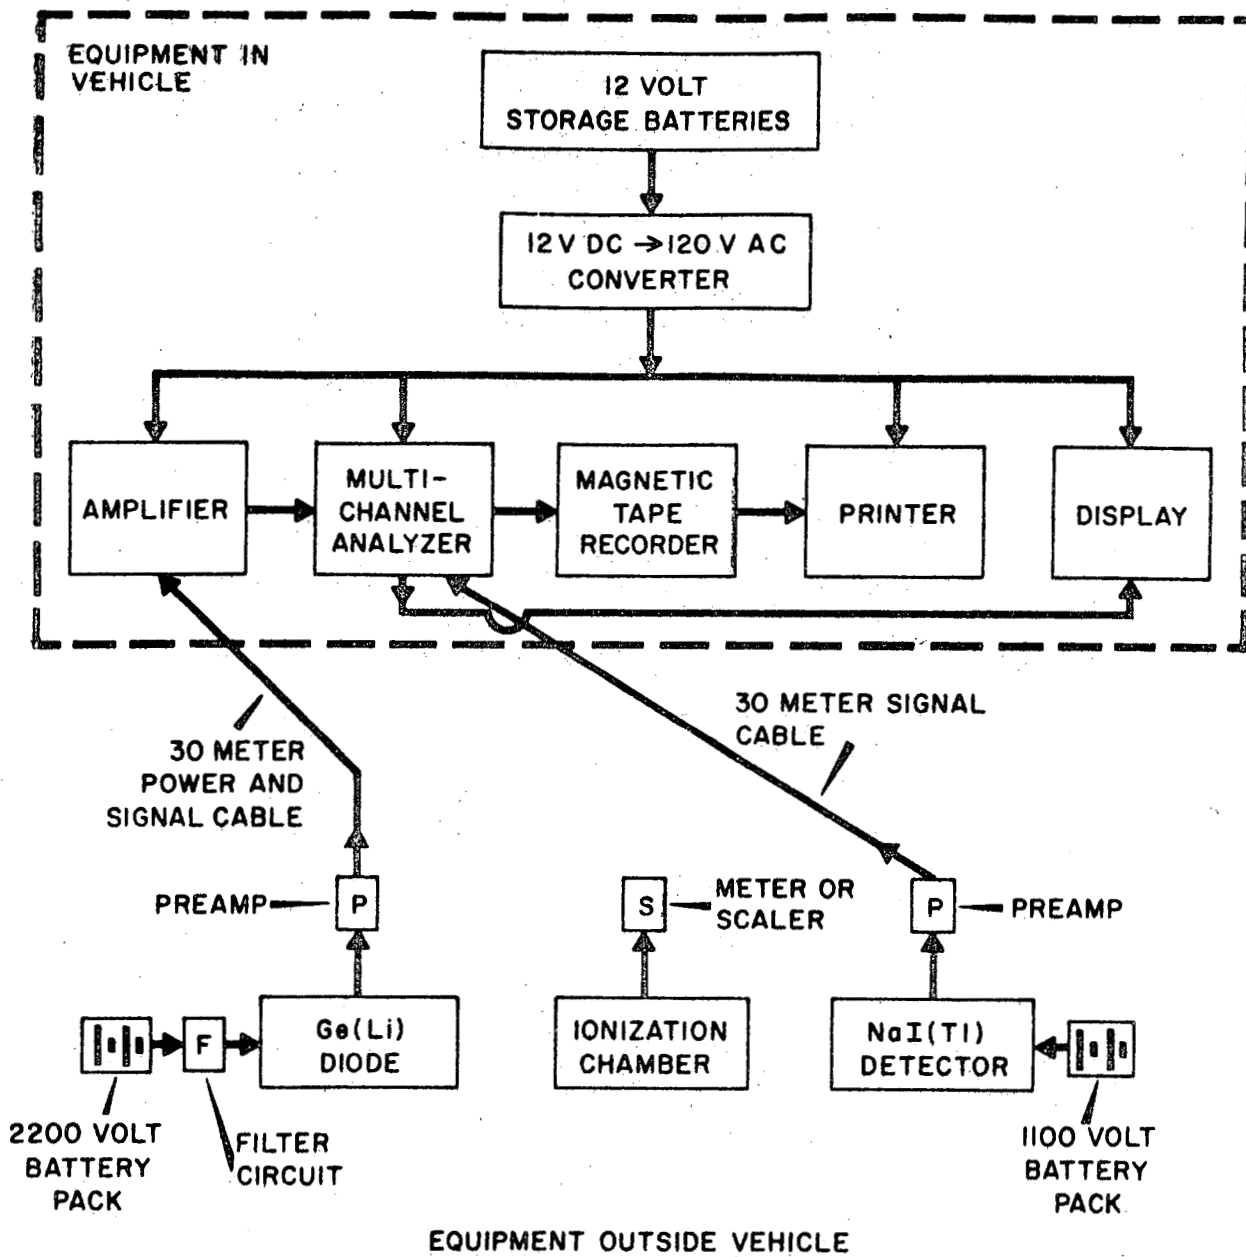 EQUIPMENT IN
VEHICLE
12 VOLT
STORAGE BATTERIES
12 V DC → 120 V AC
CONVERTER
AMPLIFIER
MULTI-
CHANNEL
ANALYZER
MAGNETIC
TAPE
RECORDER
PRINTER
DISPLAY
30 METER
POWER AND
SIGNAL CABLE
30 METER SIGNAL
CABLE
PREAMP
P
S
METER OR
SCALER
P
PREAMP
F
Ge(Li)
DIODE
IONIZATION
CHAMBER
NaI(Tl)
DETECTOR
2200 VOLT
BATTERY
PACK
FILTER
CIRCUIT
1100 VOLT
BATTERY
PACK
EQUIPMENT OUTSIDE VEHICLE